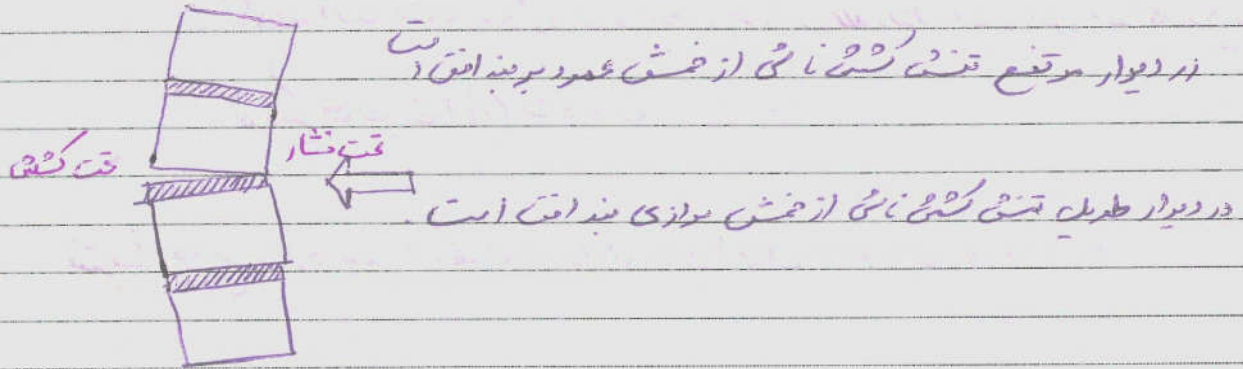 در دیوار مرتفع تنش کششی ناشی از خمش عمود بر بند افقی است
تحت فشار
تحت کشش
در دیوار طویل تنش کششی ناشی از خمش موازی بند افقی است.